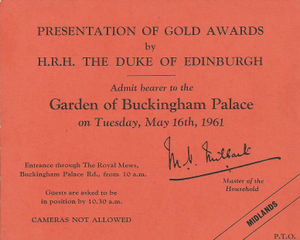 PRESENTATION OF GOLD AWARDS
by
H.R.H. THE DUKE OF EDINBURGH
Admit bearer to the
Garden of Buckingham Palace
on Tuesday, May 16th, 1961
Entrance through The Royal Mews,
Buckingham Palace Rd., from 10 a.m.
Guests are asked to be
in position by 10.30 a.m.
CAMERAS NOT ALLOWED
Master of the
Household
MIDLANDS
P.T.O.